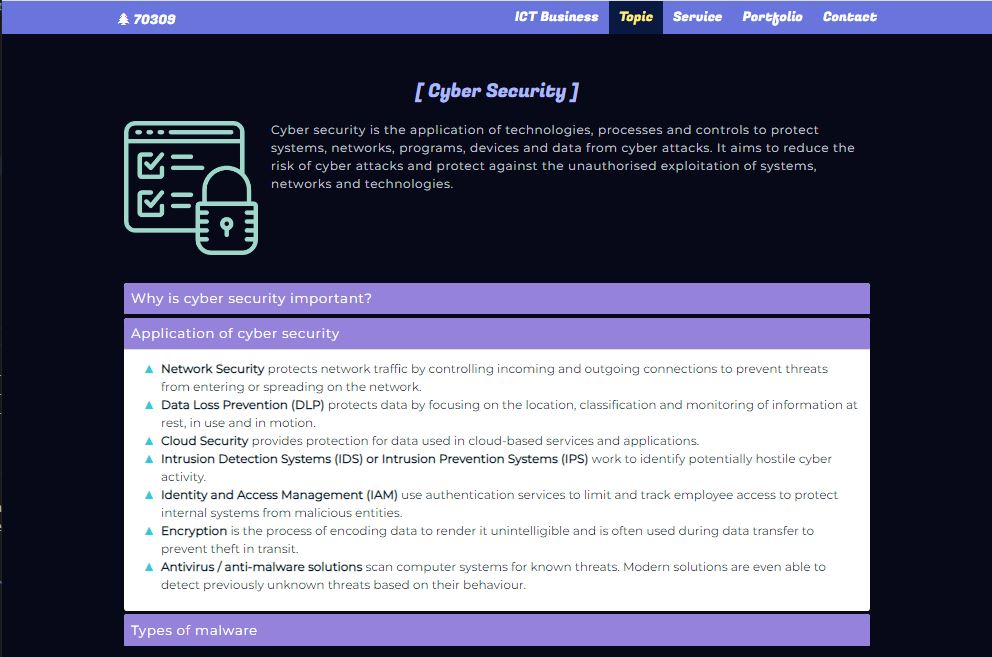 70309
ICT Business Topic Service Portfolio Contact
[ Cyber Security ]
Cyber security is the application of technologies, processes and controls to protect
systems, networks, programs, devices and data from cyber attacks. It aims to reduce the
risk of cyber attacks and protect against the unauthorised exploitation of systems,
networks and technologies.
Why is cyber security important?
Application of cyber security
Network Security protects network traffic by controlling incoming and outgoing connections to prevent threats
from entering or spreading on the network.
Data Loss Prevention (DLP) protects data by focusing on the location, classification and monitoring of information at
rest, in use and in motion.
Cloud Security provides protection for data used in cloud-based services and applications.
Intrusion Detection Systems (IDS) or Intrusion Prevention Systems (IPS) work to identify potentially hostile cyber
activity.
Identity and Access Management (IAM) use authentication services to limit and track employee access to protect
internal systems from malicious entities.
Encryption is the process of encoding data to render it unintelligible and is often used during data transfer to
prevent theft in transit.
Antivirus / anti-malware solutions scan computer systems for known threats. Modern solutions are even able to
detect previously unknown threats based on their behaviour.
Types of malware